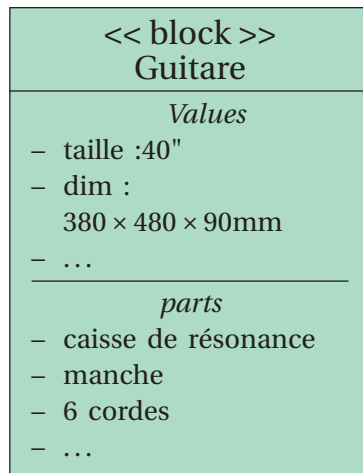 << block >>
Guitare
Values
– taille :40"
– dim :
380 × 480 × 90mm
– ...
parts
– caisse de résonance
– manche
– 6 cordes
– ...